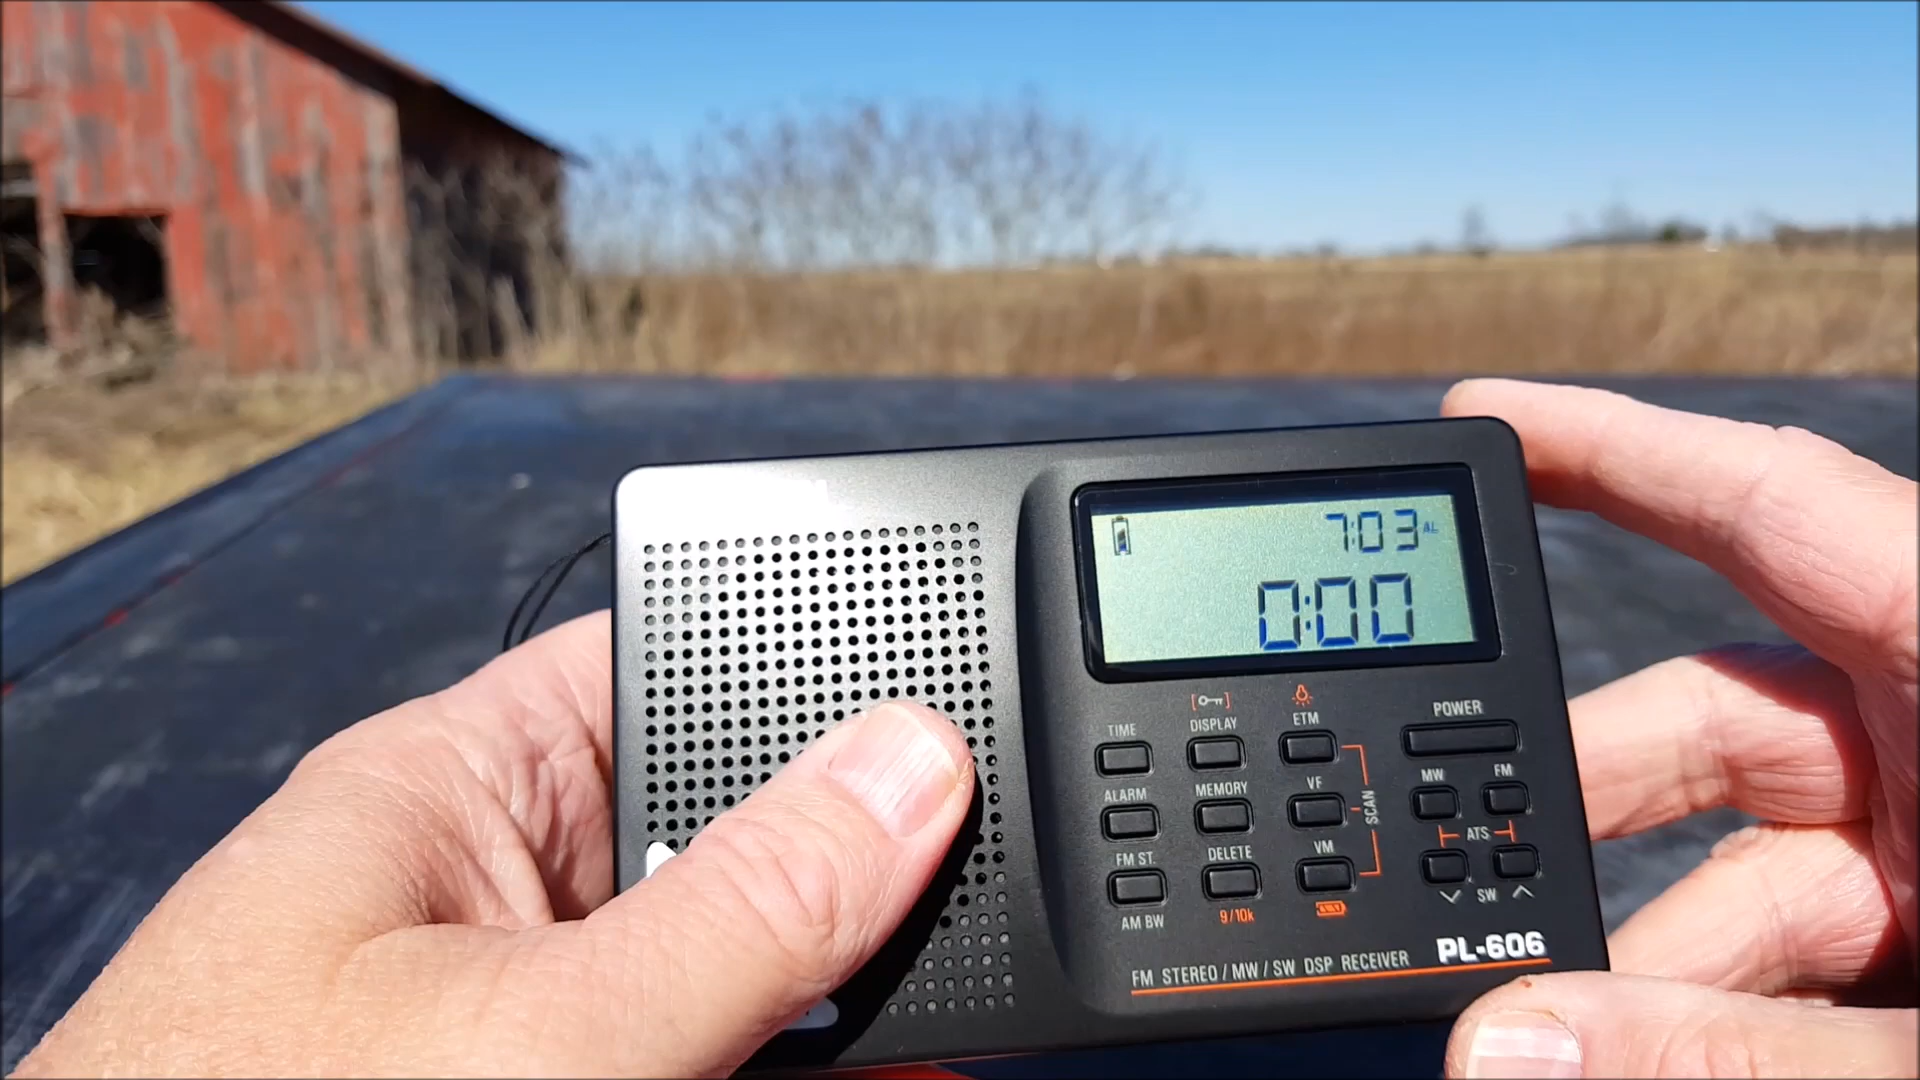 7:03 AL
0:00
TIME
DISPLAY
ETM
POWER
ALARM
MEMORY
VF
SCAN
MW
FM
FM ST.
DELETE
VM
ATS
AM BW
9/10k
SW
PL-606
FM STEREO / MW / SW DSP RECEIVER